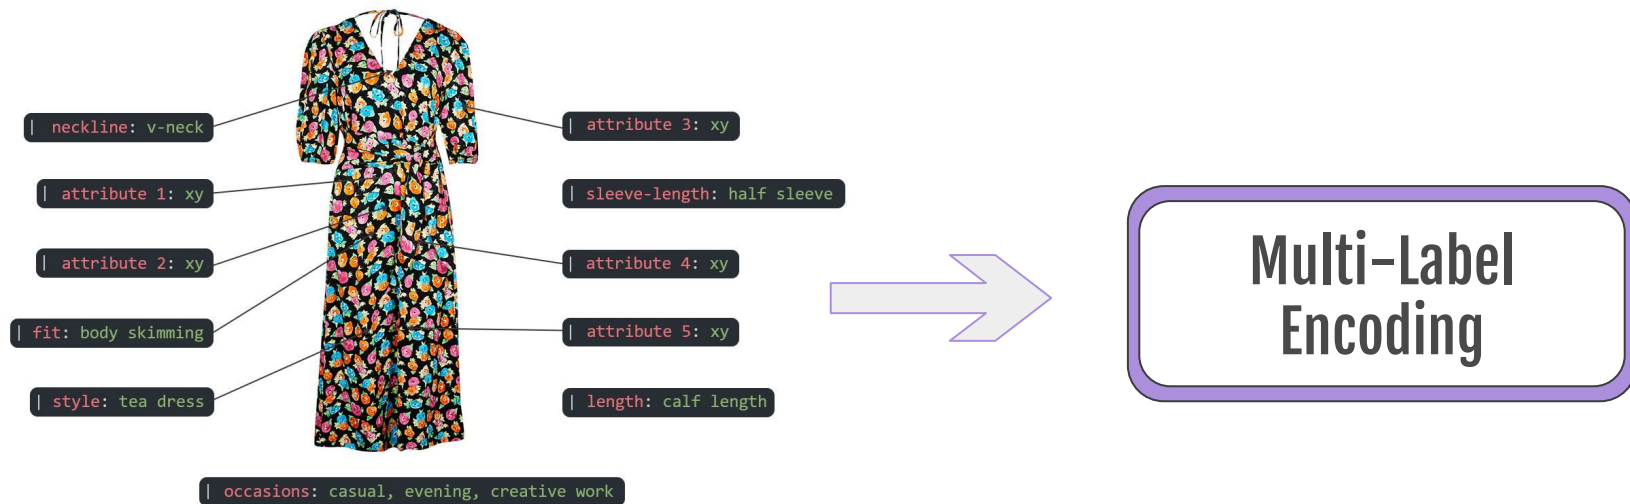 | neckline: v-neck
| attribute 1: xy
| attribute 2: xy
| fit: body skimming
| style: tea dress
| attribute 3: xy
| sleeve-length: half sleeve
| attribute 4: xy
| attribute 5: xy
| length: calf length
| occasions: casual, evening, creative work
Multi-Label
Encoding